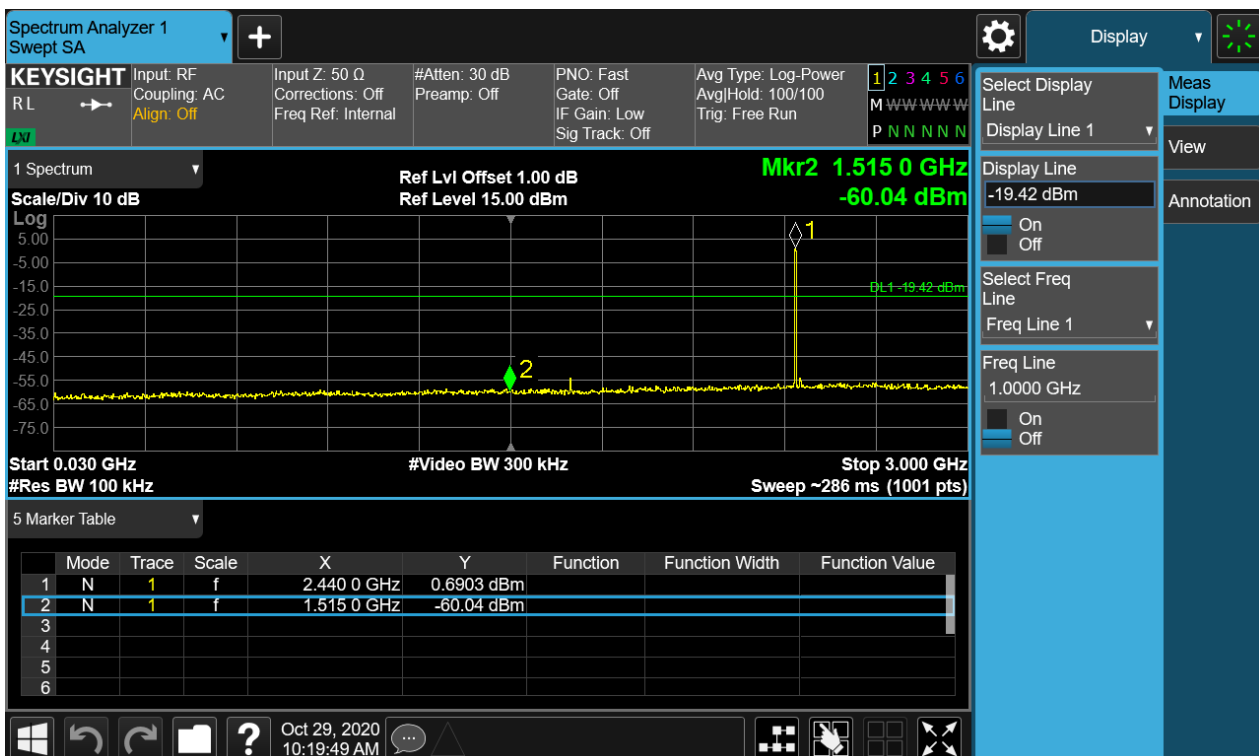 Spectrum Analyzer 1
Swept SA
Display
KEYSIGHT
R L
LXI
Input: RF
Coupling: AC
Align: Off
Input Z: 50 Ω
Corrections: Off
Freq Ref: Internal
#Atten: 30 dB
Preamp: Off
PNO: Fast
Gate: Off
IF Gain: Low
Sig Track: Off
Avg Type: Log-Power
Avg|Hold: 100/100
Trig: Free Run
1 2 3 4 5 6
M W W W W W W
P N N N N N N
Select Display
Line
Display Line 1
Display Line
-19.42 dBm
On
Off
Select Freq
Line
Freq Line 1
Freq Line
1.0000 GHz
On
Off
Meas
Display
View
Annotation
1 Spectrum
Scale/Div 10 dB
Ref Lvl Offset 1.00 dB
Ref Level 15.00 dBm
Mkr2 1.515 0 GHz
-60.04 dBm
Log
5.00
-5.00
-15.0
-25.0
-35.0
-45.0
-55.0
-65.0
-75.0
1
DL1 -19.42 dBm
2
Start 0.030 GHz
#Video BW 300 kHz
Stop 3.000 GHz
#Res BW 100 kHz
Sweep ~286 ms (1001 pts)
5 Marker Table
Mode Trace Scale X Y Function Function Width Function Value
1 N 1 f 2.440 0 GHz 0.6903 dBm
2 N 1 f 1.515 0 GHz -60.04 dBm
3
4
5
6
?
Oct 29, 2020
10:19:49 AM